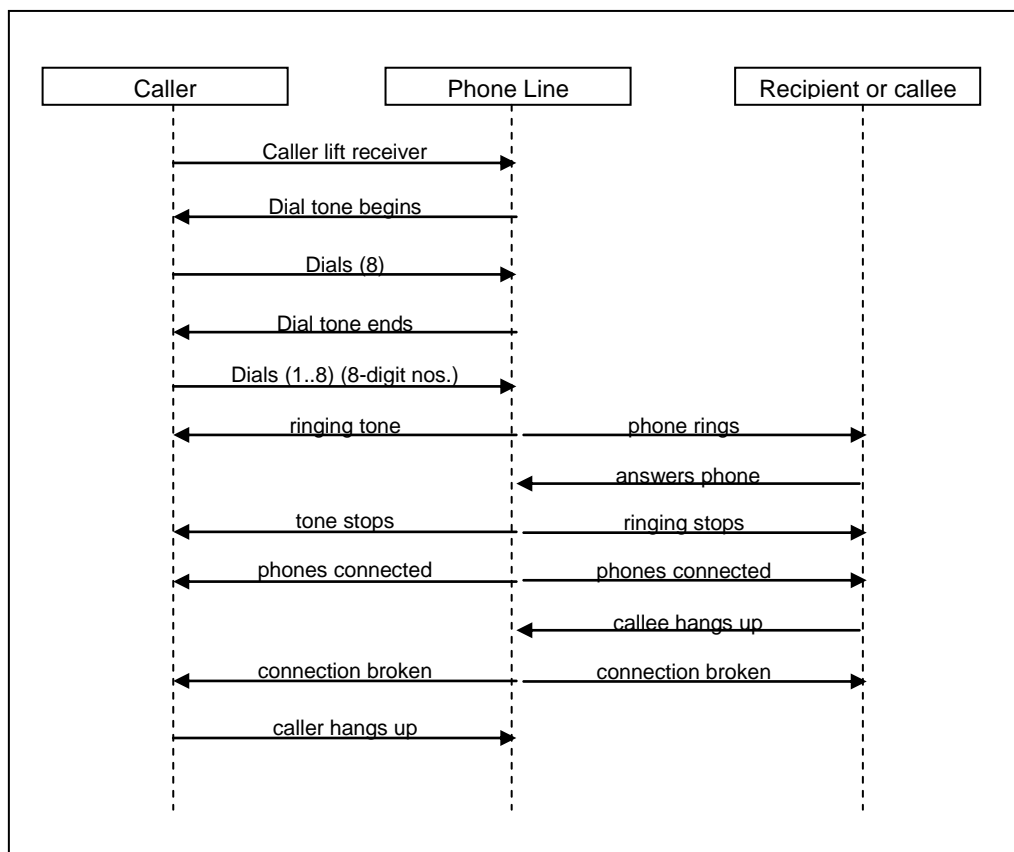 Caller
Phone Line
Recipient or callee
Caller lift receiver
Dial tone begins
Dials (8)
Dial tone ends
Dials (1..8) (8-digit nos.)
ringing tone
phone rings
answers phone
tone stops
ringing stops
phones connected
phones connected
callee hangs up
connection broken
connection broken
caller hangs up